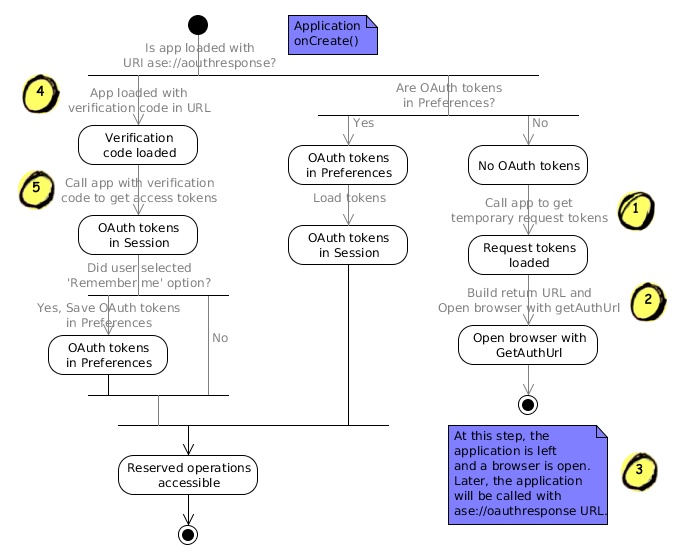 Application
onCreate()
Is app loaded with
URI ase://aouthresponse?
4
App loaded with
verification code in URL
Are OAuth tokens
in Preferences?
Yes
No
Verification
code loaded
OAuth tokens
in Preferences
No OAuth tokens
5
Call app with verification
code to get access tokens
Load tokens
Call app to get
temporary request tokens
1
OAuth tokens
in Session
OAuth tokens
in Session
Request tokens
loaded
Did user selected
'Remember me' option?
Build return URL and
Open browser with getAuthUrl
2
Yes, Save OAuth tokens
in Preferences
No
OAuth tokens
in Preferences
Open browser with
GetAuthUrl
Reserved operations
accessible
At this step, the
application is left
and a browser is open.
Later, the application
will be called with
ase://oauthresponse URL.
3